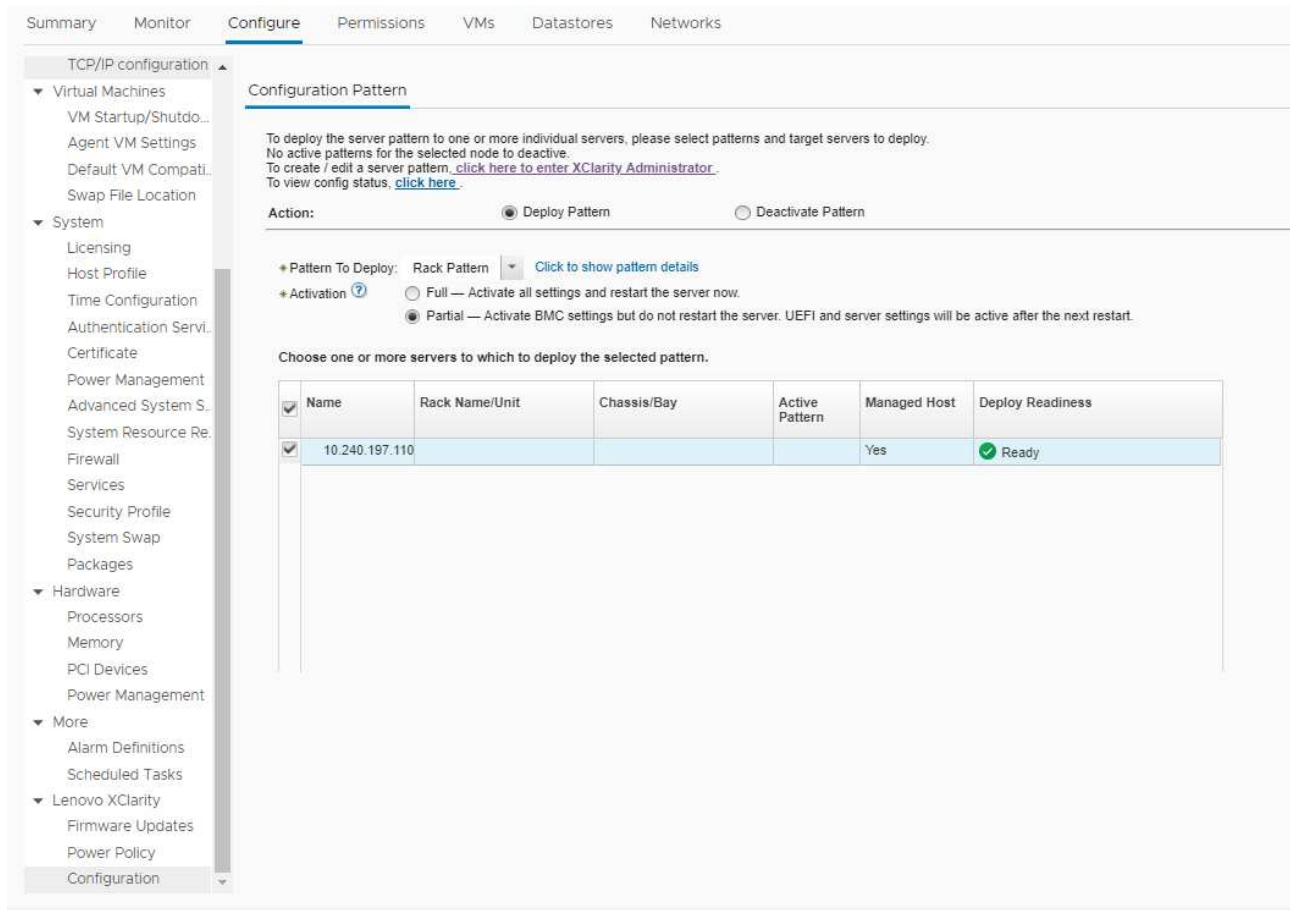 Summary Monitor Configure Permissions VMs Datastores Networks
TCP/IP configuration
Virtual Machines
VM Startup/Shutdo...
Agent VM Settings
Default VM Compati..
Swap File Location
System
Licensing
Host Profile
Time Configuration
Authentication Servi..
Certificate
Power Management
Advanced System S..
System Resource Re.
Firewall
Services
Security Profile
System Swap
Packages
Hardware
Processors
Memory
PCI Devices
Power Management
More
Alarm Definitions
Scheduled Tasks
Lenovo XClarity
Firmware Updates
Power Policy
Configuration
Configuration Pattern
To deploy the server pattern to one or more individual servers, please select patterns and target servers to deploy.
No active patterns for the selected node to deactive.
To create / edit a server pattern, click here to enter XClarity Administrator .
To view config status, click here .
Action: Deploy Pattern Deactivate Pattern
Pattern To Deploy: Rack Pattern Click to show pattern details
Activation ? Full — Activate all settings and restart the server now.
Partial — Activate BMC settings but do not restart the server. UEFI and server settings will be active after the next restart.
Choose one or more servers to which to deploy the selected pattern.
Name Rack Name/Unit Chassis/Bay Active Pattern Managed Host Deploy Readiness
10.240.197.110 Yes Ready